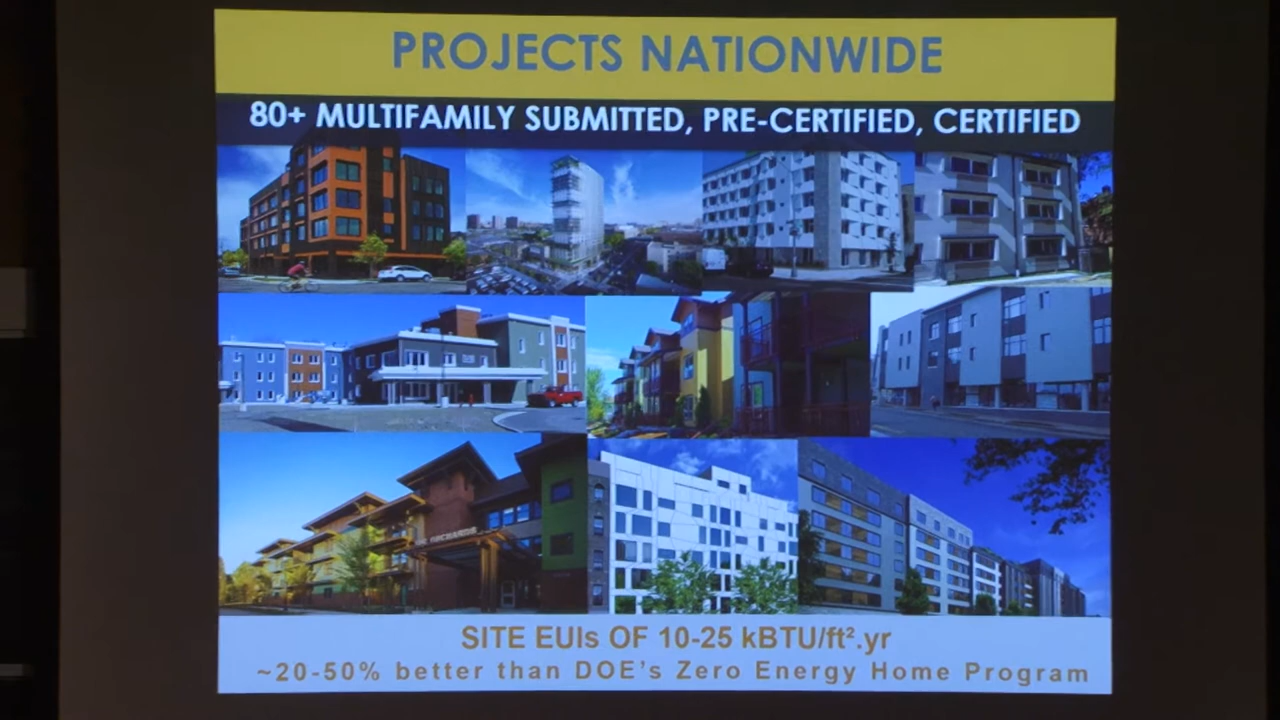 PROJECTS NATIONWIDE
80+ MULTIFAMILY SUBMITTED, PRE-CERTIFIED, CERTIFIED
SITE EUIs OF 10-25 kBTU/ft².yr
~20-50% better than DOE's Zero Energy Home Program